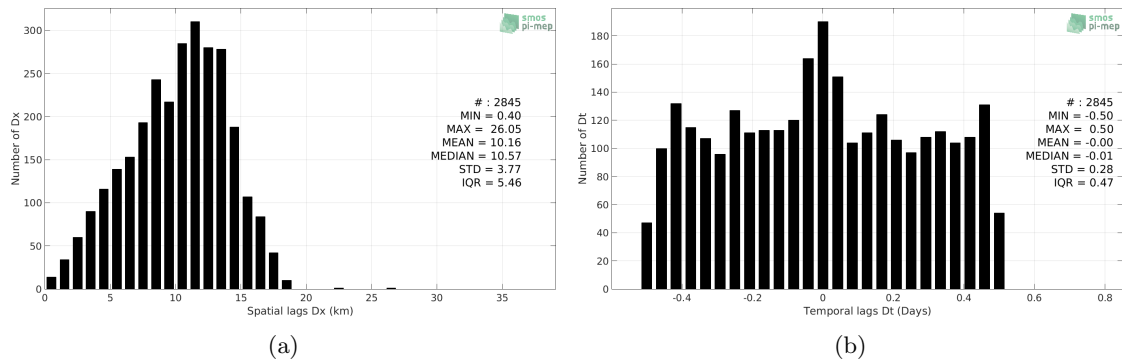 smos
pi-mep
300
250
200
150
100
50
0
Number of Dx
# : 2845
MIN = 0.40
MAX = 26.05
MEAN = 10.16
MEDIAN = 10.57
STD = 3.77
IQR = 5.46
0 5 10 15 20 25 30 35
Spatial lags Dx (km)
(a)
smos
pi-mep
180
160
140
120
100
80
60
40
20
0
Number of Dt
# : 2845
MIN = -0.50
MAX = 0.50
MEAN = -0.00
MEDIAN = -0.01
STD = 0.28
IQR = 0.47
-0.4 -0.2 0 0.2 0.4 0.6 0.8
Temporal lags Dt (Days)
(b)